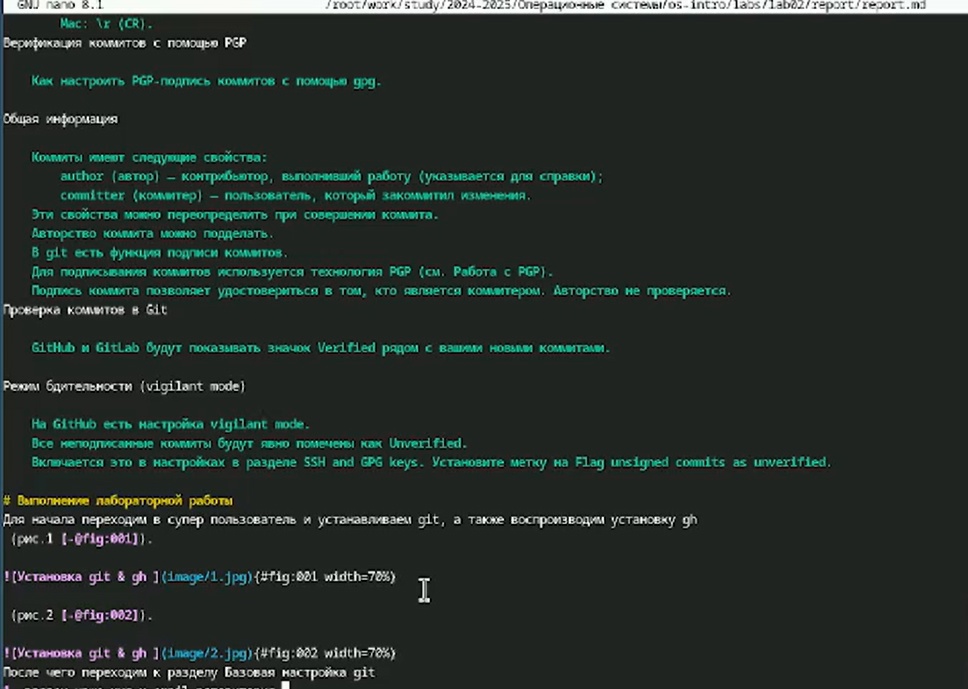 GNU nano 8.1 /root/work/study/2024-2025/Операционные системы/os-intro/labs/lab02/report/report.md
Mac: \r (CR).
Верификация коммитов с помощью PGP
Как настроить PGP-подпись коммитов с помощью gpg.
Общая информация
Коммиты имеют следующие свойства:
author (автор) — контрибьютор, выполнивший работу (указывается для справки);
committer (коммитер) — пользователь, который закоммитил изменения.
Эти свойства можно переопределить при совершении коммита.
Авторство коммита можно подделать.
В git есть функция подписи коммитов.
Для подписывания коммитов используется технология PGP (см. Работа с PGP).
Подпись коммита позволяет удостовериться в том, кто является коммитером. Авторство не проверяется.
Проверка коммитов в Git
GitHub и GitLab будут показывать значок Verified рядом с вашими новыми коммитами.
Режим бдительности (vigilant mode)
На GitHub есть настройка vigilant mode.
Все неподписанные коммиты будут явно помечены как Unverified.
Включается это в настройках в разделе SSH and GPG keys. Установите метку на Flag unsigned commits as unverified.
# Выполнение лабораторной работы
Для начала переходим в супер пользователь и устанавливаем git, а также воспроизводим установку gh
(рис.1 [-@fig:001]).
![Установка git & gh ](image/1.jpg){#fig:001 width=70%}
(рис.2 [-@fig:002]).
![Установка git & gh ](image/2.jpg){#fig:002 width=70%}
После чего переходим к разделу Базовая настройка git